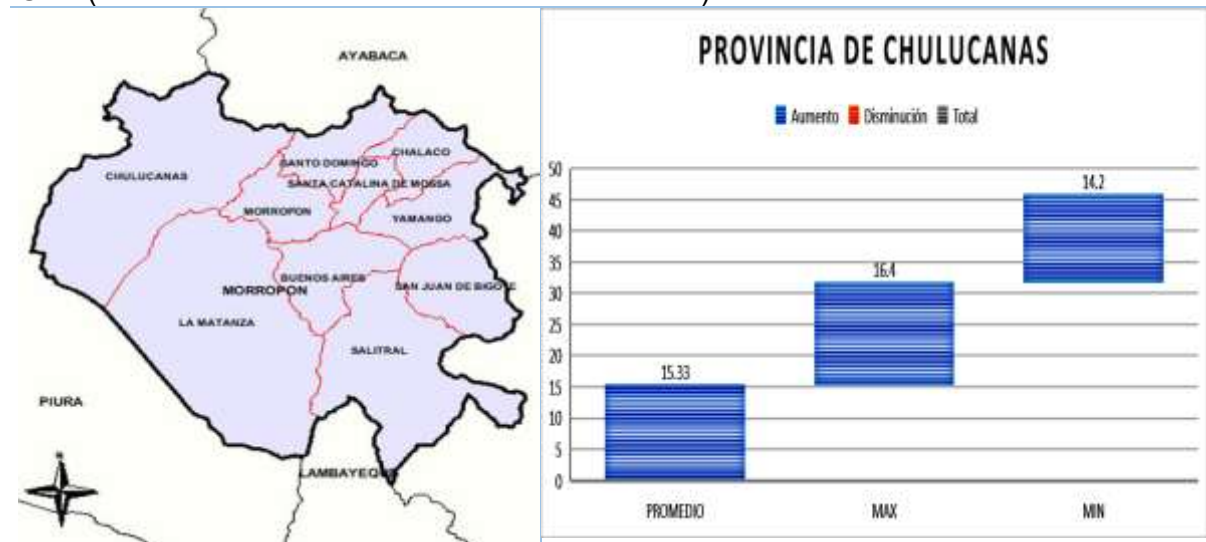 AYABACA
CHULUCANAS
SANTO DOMINGO
CHALACO
SANZA CATALINA DE MOSSA
MORROPON
YAMANGO
BUENOS AIRES
MORROPON
SAN JUAN DE BIGOTE
LA MATANZA
SALITRAL
PIURA
LAMBAYEQUE
N
PROVINCIA DE CHULUCANAS
Aumento Disminución Total
50
45
40
35
30
25
20
15
10
5
0
15.33
16.4
14.2
PROMEDIO MAX MIN